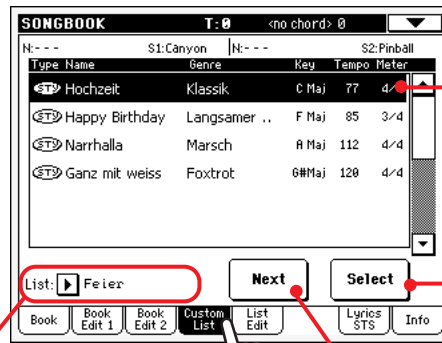 SONGBOOK T:0 <no chord> 0
N:--- S1:Canyon N:--- S2:Pinball
Type Name Genre Key Tempo Meter
STY Hochzeit Klassik C Maj 77 4/4
STY Happy Birthday Langsamer .. F Maj 85 3/4
STY Narrhalla Marsch A Maj 112 4/4
STY Ganz mit weiss Foxtrot G#Maj 120 4/4
List: Feier Next Select
Book Book Edit 1 Book Edit 2 Custom List List Edit Lyrics STS Info